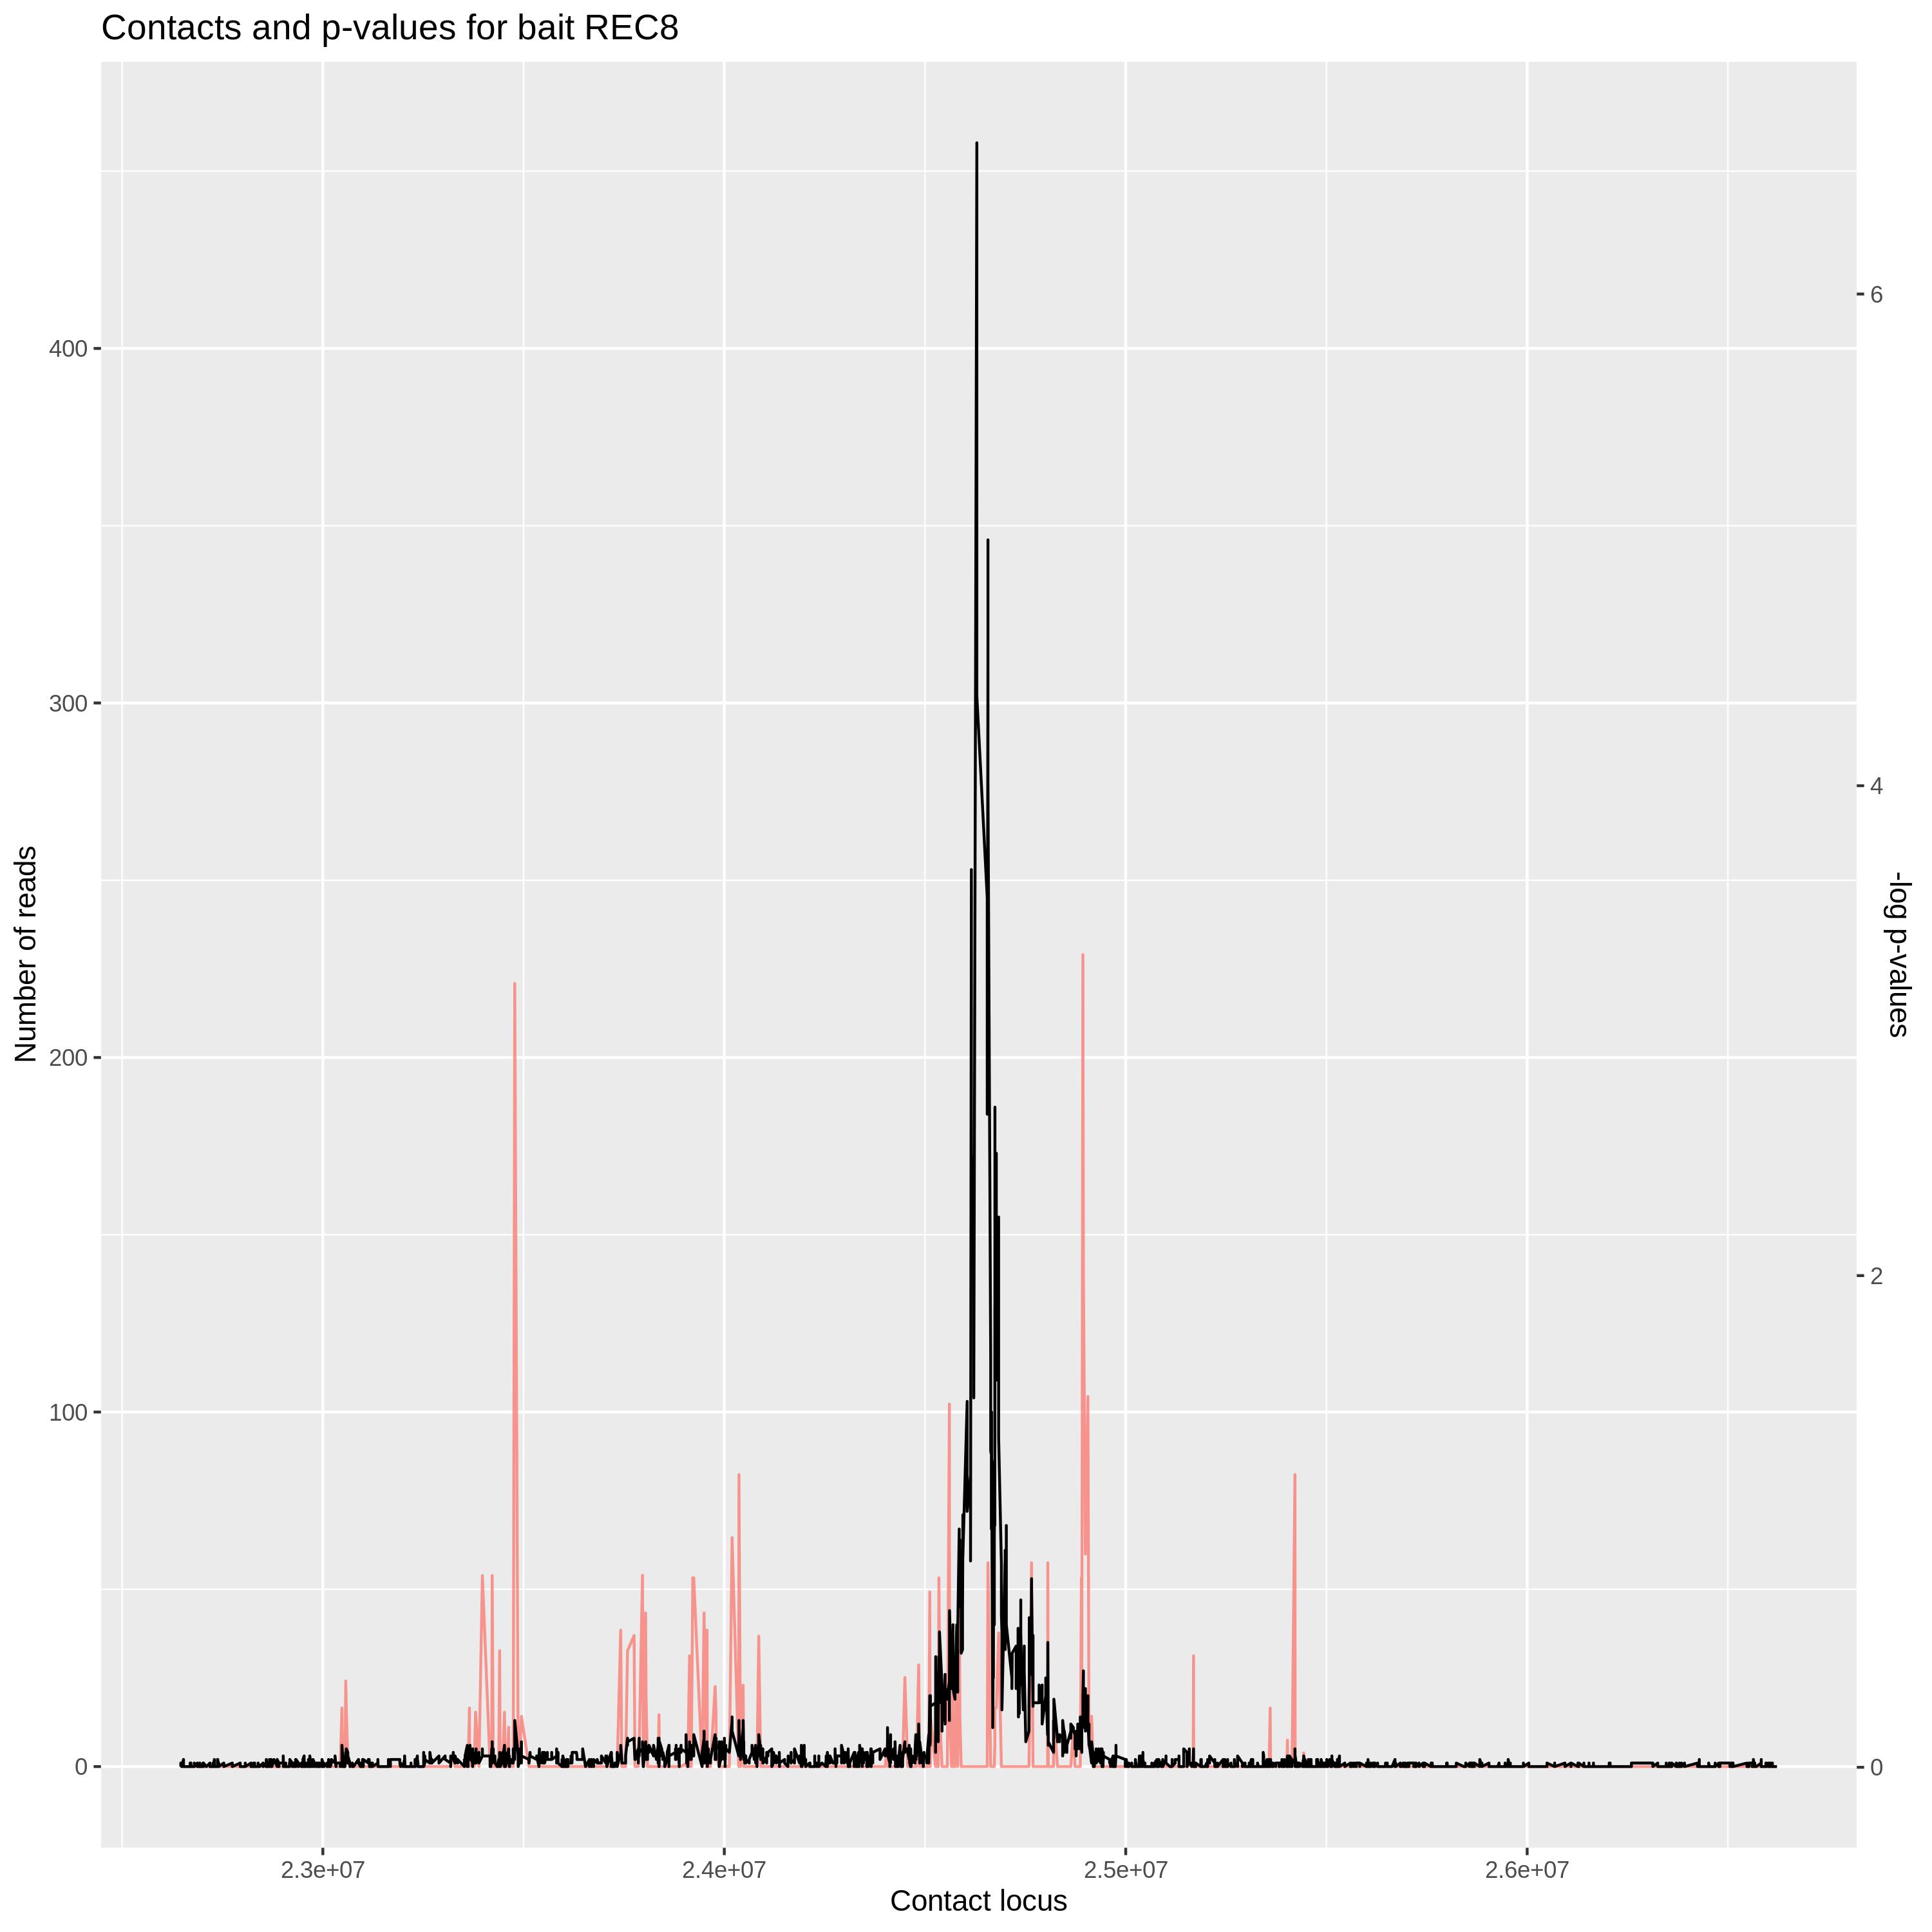 Contacts and p-values for bait REC8
Number of reads
400
300
200
100
0
6
4
2
0
-log p-values
2.3e+07
2.4e+07
2.5e+07
2.6e+07
Contact locus